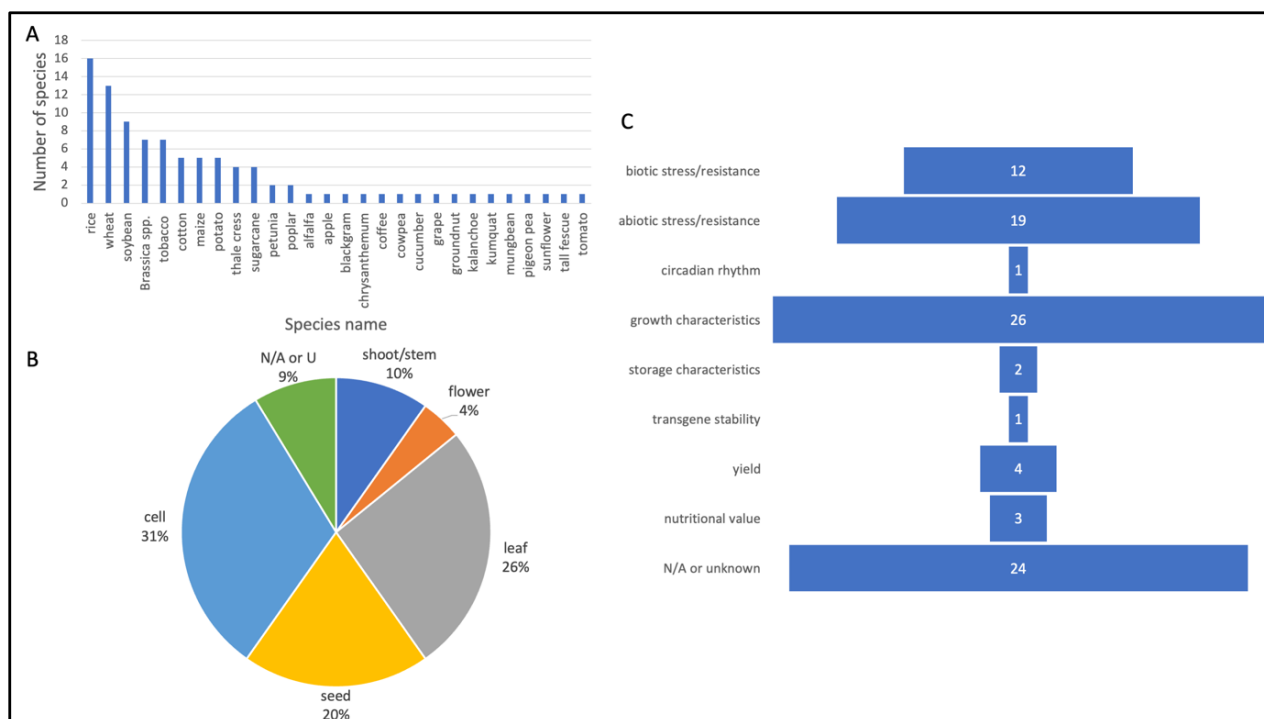 A
18
16
14
12
10
8
6
4
2
0
Number of species
rice
wheat
soybean
Brassica spp.
tobacco
cotton
maize
potato
thale cress
sugarcane
petunia
poplar
alfalfa
apple
blackgram
chrysanthemum
coffee
cowpea
cucumber
grape
groundnut
kalanchoe
kumquat
mungbean
pigeon pea
sunflower
tall fescue
tomato
Species name
B
N/A or U
9%
shoot/stem
10%
flower
4%
leaf
26%
seed
20%
cell
31%
C
biotic stress/resistance 12
abiotic stress/resistance 19
circadian rhythm 1
growth characteristics 26
storage characteristics 2
transgene stability 1
yield 4
nutritional value 3
N/A or unknown 24